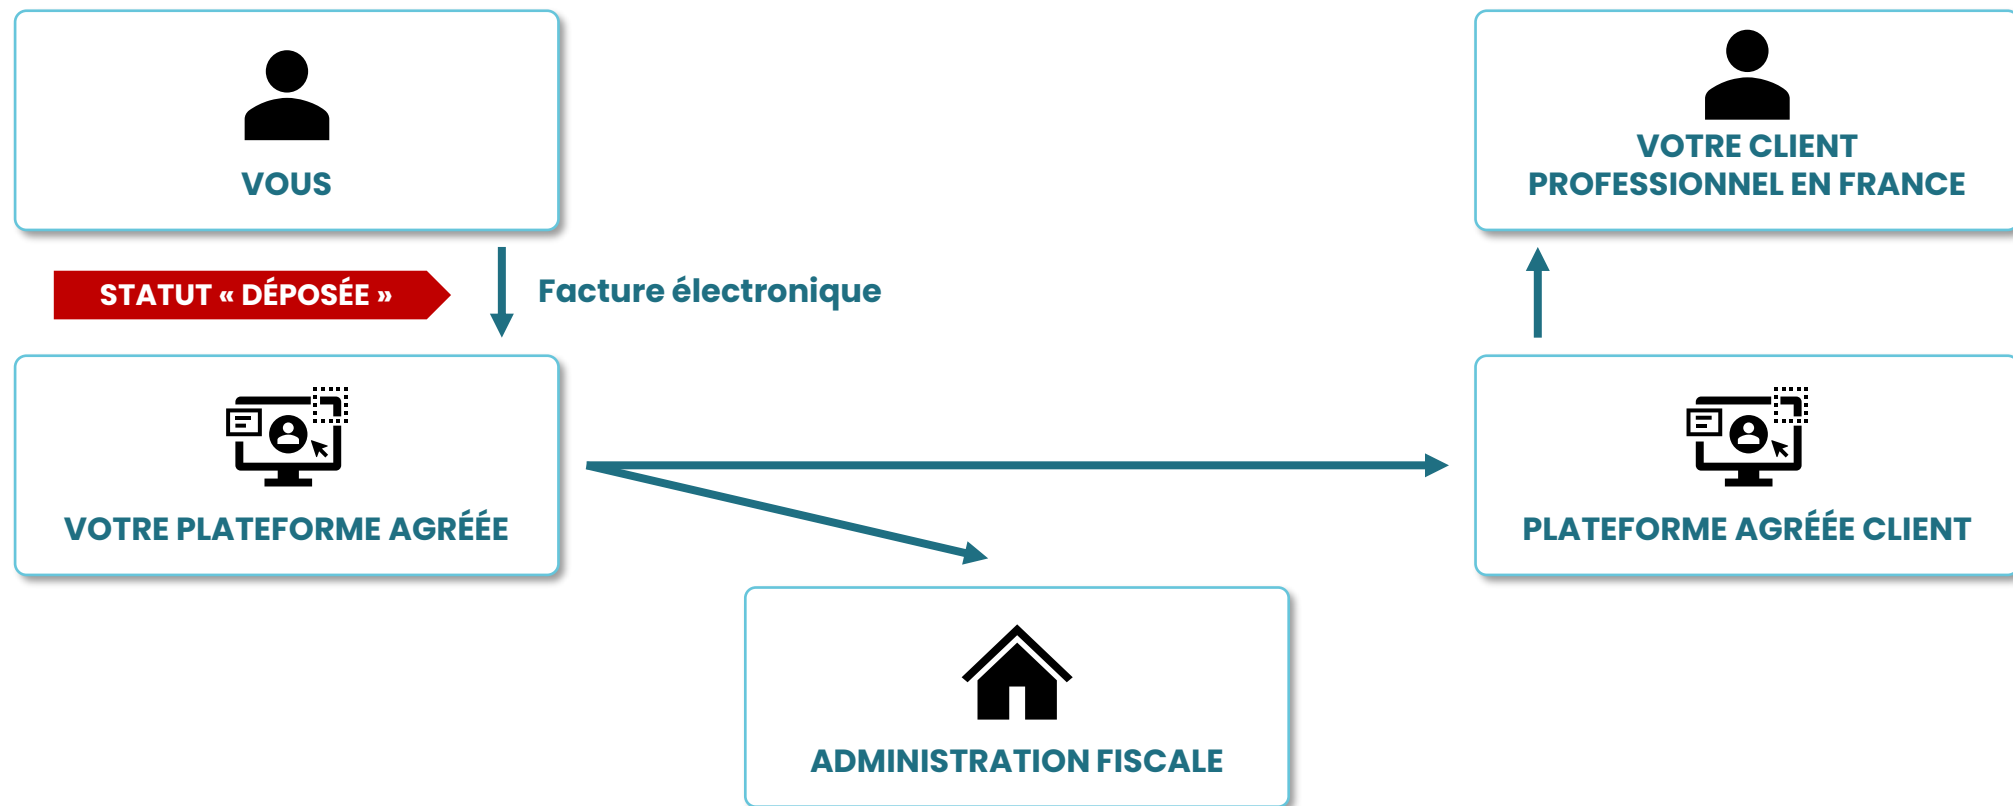 VOUS
VOTRE CLIENT
PROFESSIONNEL EN FRANCE
STATUT « DÉPOSÉE »
Facture électronique
VOTRE PLATEFORME AGRÉÉE
PLATEFORME AGRÉÉE CLIENT
ADMINISTRATION FISCALE